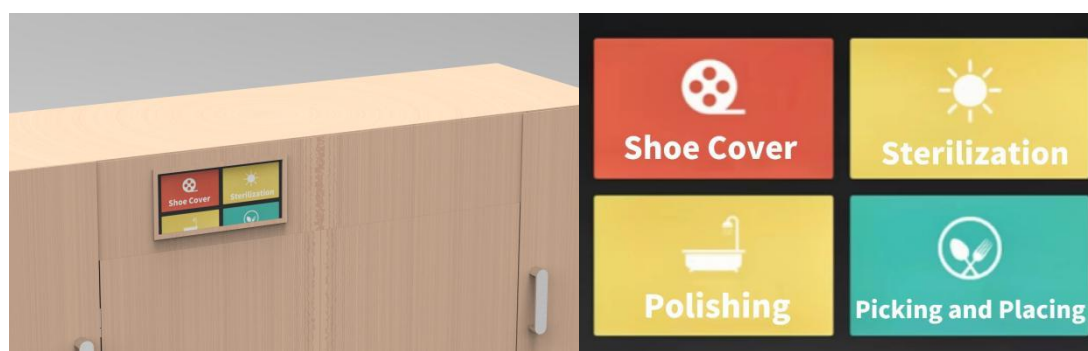 Shoe Cover
Sterilization
Shoe Cover
Sterilization
Polishing
Picking and Placing